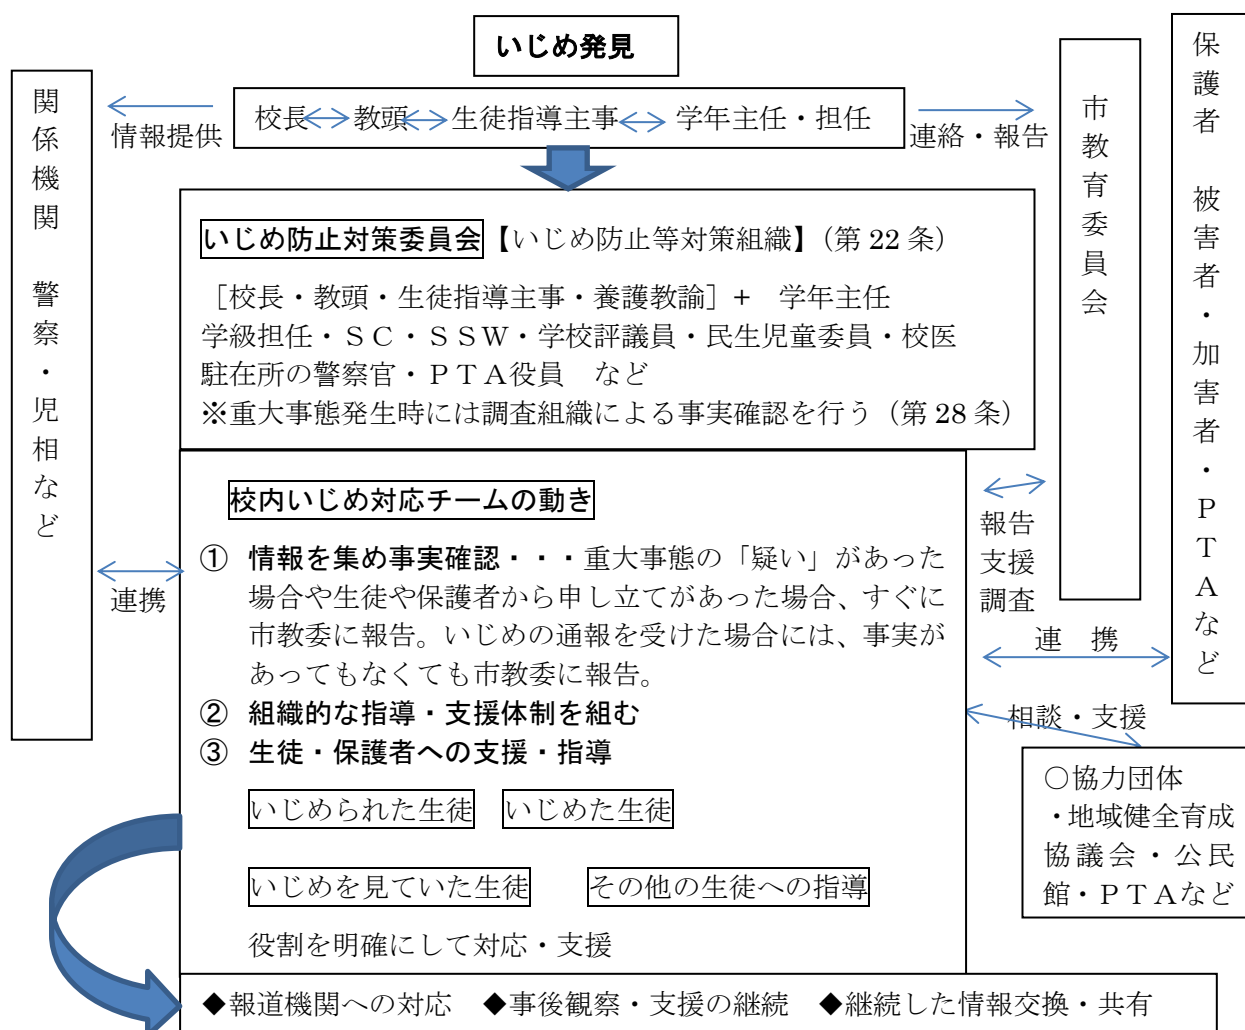 いじめ発見
校長 教頭 生徒指導主事 学年主任・担任
情報提供
連絡・報告
関係機関　警察・児相など
市教育委員会
保護者　被害者・加害者・ＰＴＡなど
いじめ防止対策委員会【いじめ防止等対策組織】（第 22 条）
［校長・教頭・生徒指導主事・養護教諭］+　学年主任
学級担任・ＳＣ・ＳＳＷ・学校評議員・民生児童委員・校医
駐在所の警察官・ＰＴＡ役員　など
※重大事態発生時には調査組織による事実確認を行う（第 28 条）
校内いじめ対応チームの動き
① 情報を集め事実確認・・・重大事態の「疑い」があった
場合や生徒や保護者から申し立てがあった場合、すぐに
市教委に報告。いじめの通報を受けた場合には、事実が
あってもなくても市教委に報告。
② 組織的な指導・支援体制を組む
③ 生徒・保護者への支援・指導
いじめられた生徒　いじめた生徒
いじめを見ていた生徒　その他の生徒への指導
役割を明確にして対応・支援
連携
報告
支援
調査
連　携
相談・支援
○協力団体
・地域健全育成
協議会・公民
館・ＰＴＡなど
◆報道機関への対応　◆事後観察・支援の継続　◆継続した情報交換・共有